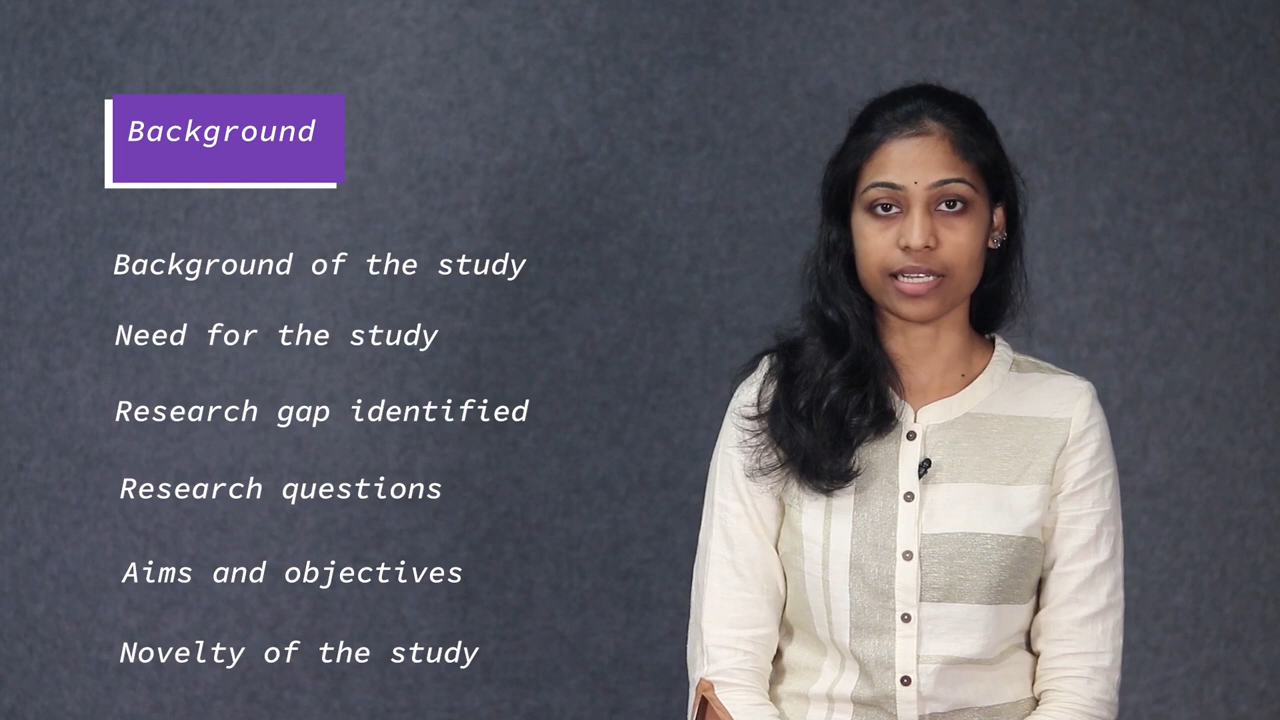 Background
Background of the study
Need for the study
Research gap identified
Research questions
Aims and objectives
Novelty of the study